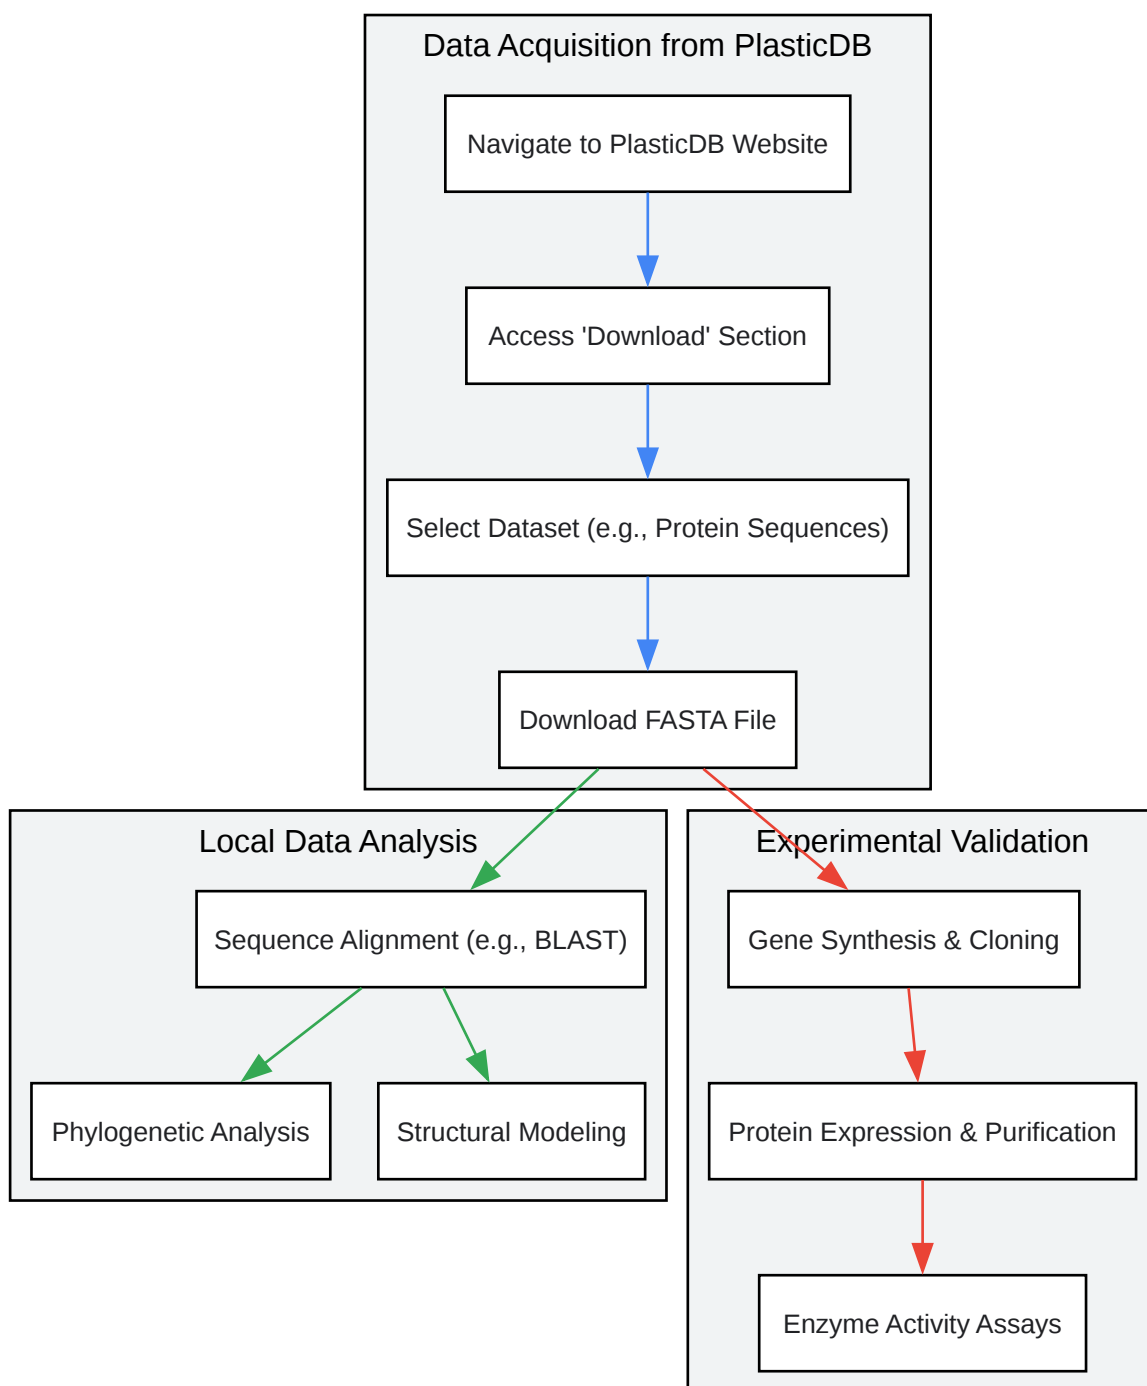 Data Acquisition from PlasticDB
Navigate to PlasticDB Website
Access 'Download' Section
Select Dataset (e.g., Protein Sequences)
Download FASTA File
Local Data Analysis
Sequence Alignment (e.g., BLAST)
Phylogenetic Analysis
Structural Modeling
Experimental Validation
Gene Synthesis & Cloning
Protein Expression & Purification
Enzyme Activity Assays